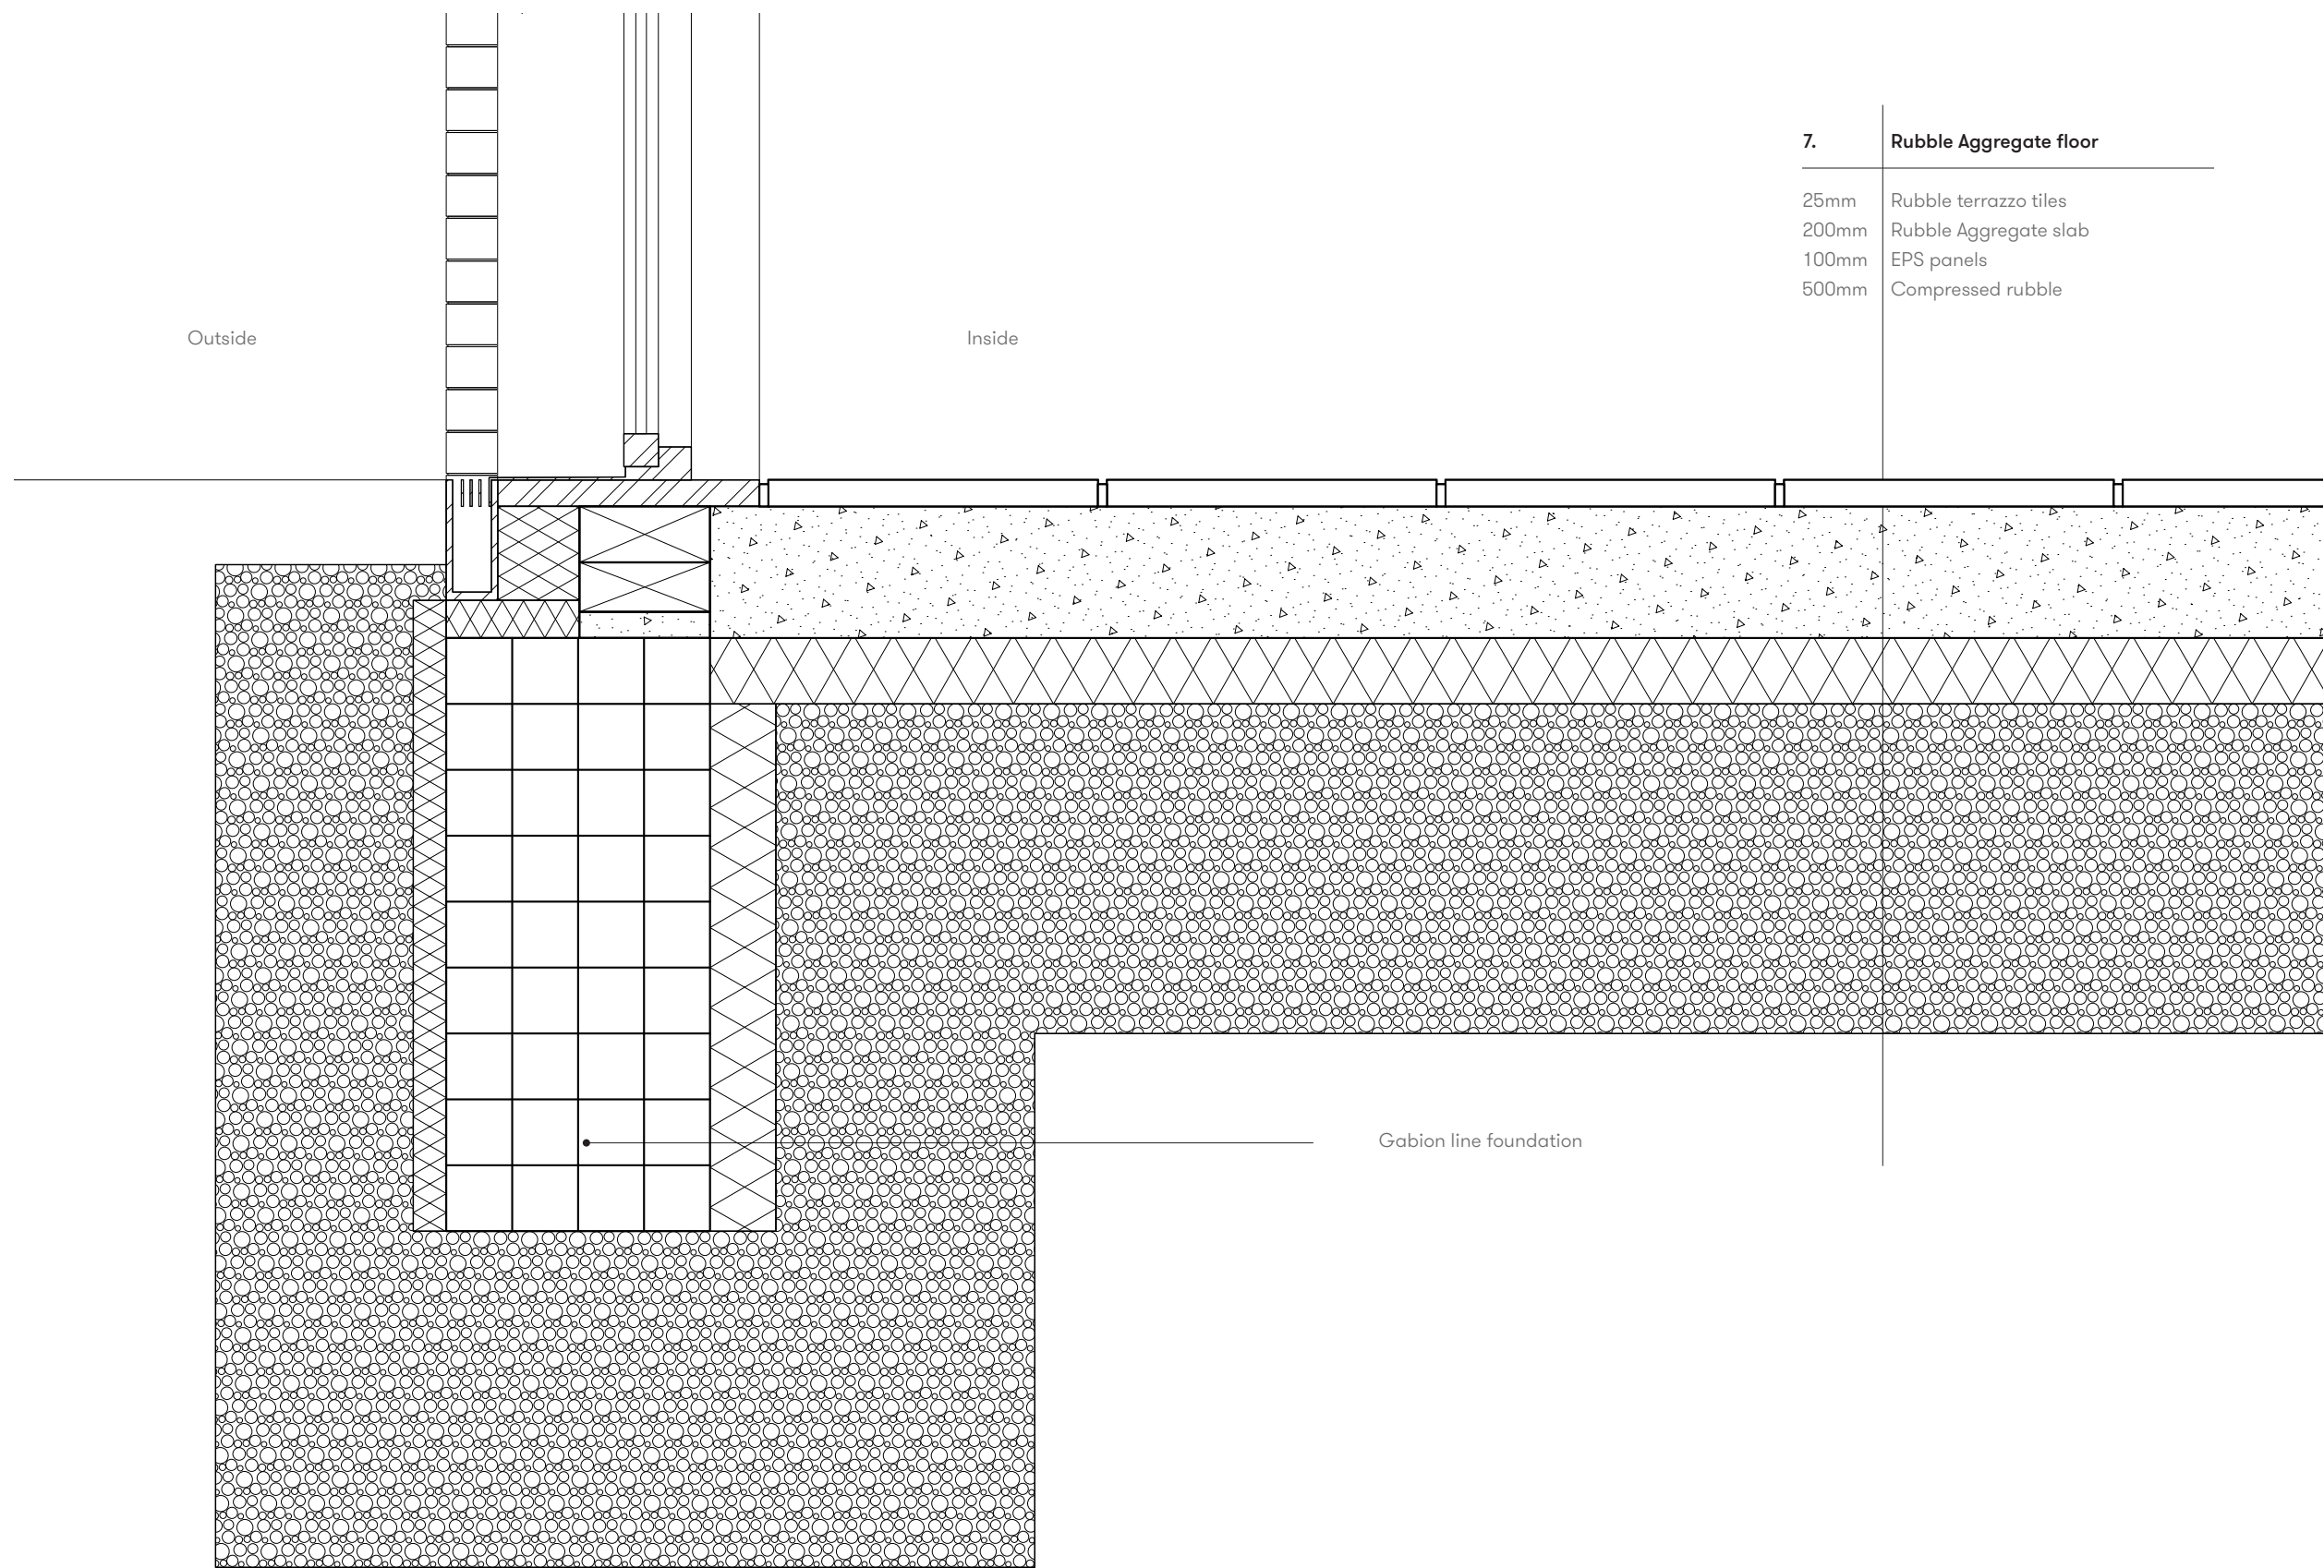 7. Rubble Aggregate floor
25mm Rubble terrazzo tiles
200mm Rubble Aggregate slab
100mm EPS panels
500mm Compressed rubble
Outside
Inside
Gabion line foundation